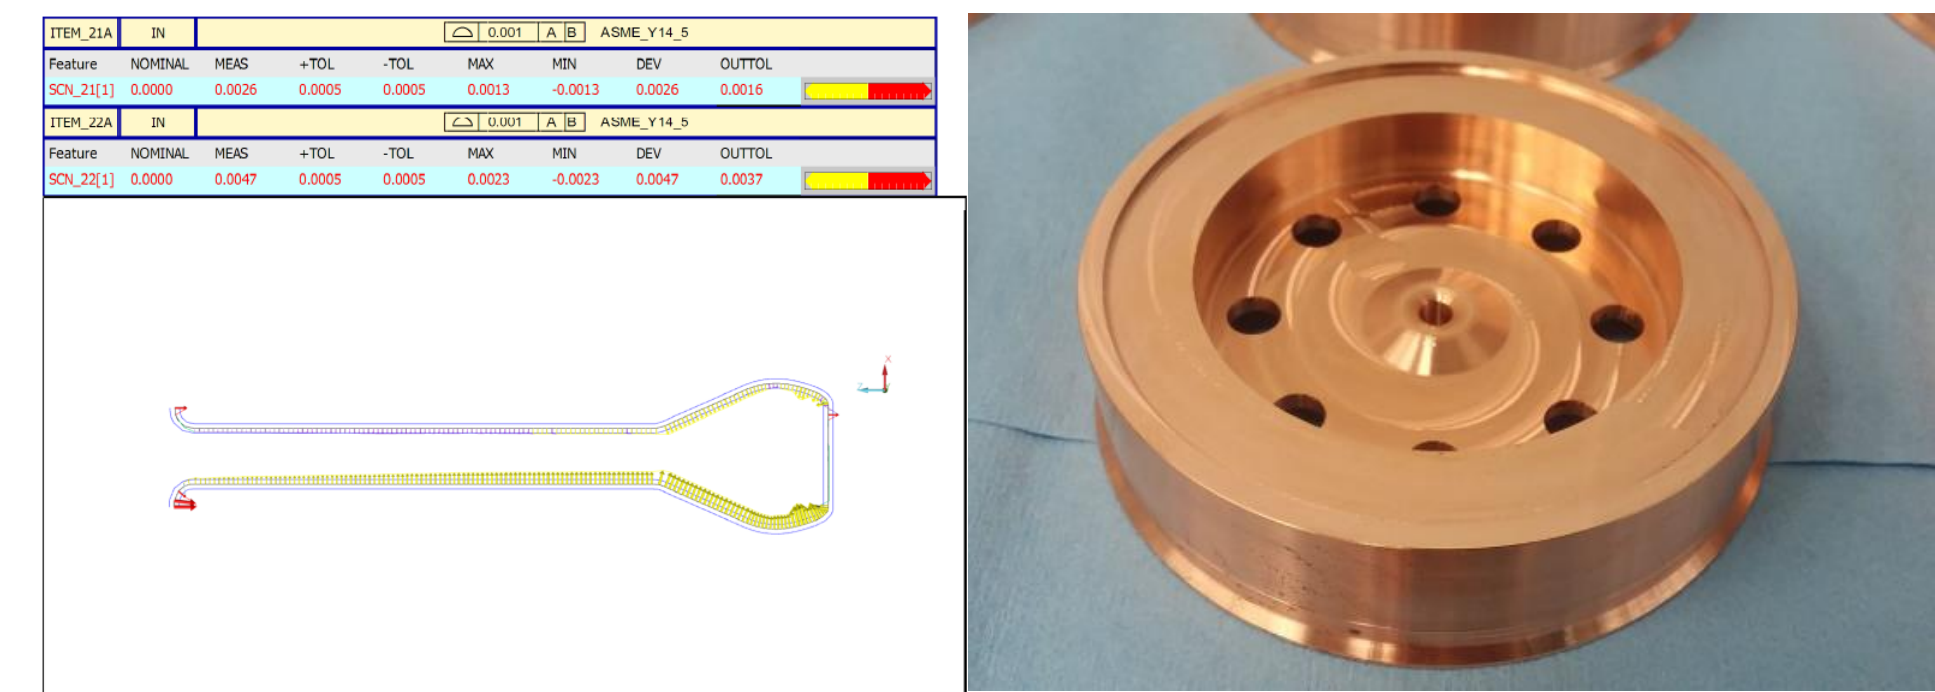 ITEM_21A IN 0.001 A B ASME_Y14_5
Feature NOMINAL MEAS +TOL -TOL MAX MIN DEV OUTTOL
SCN_21[1] 0.0000 0.0026 0.0005 0.0005 0.0013 -0.0013 0.0026 0.0016
ITEM_22A IN 0.001 A B ASME_Y14_5
Feature NOMINAL MEAS +TOL -TOL MAX MIN DEV OUTTOL
SCN_22[1] 0.0000 0.0047 0.0005 0.0005 0.0023 -0.0023 0.0047 0.0037
X
Z